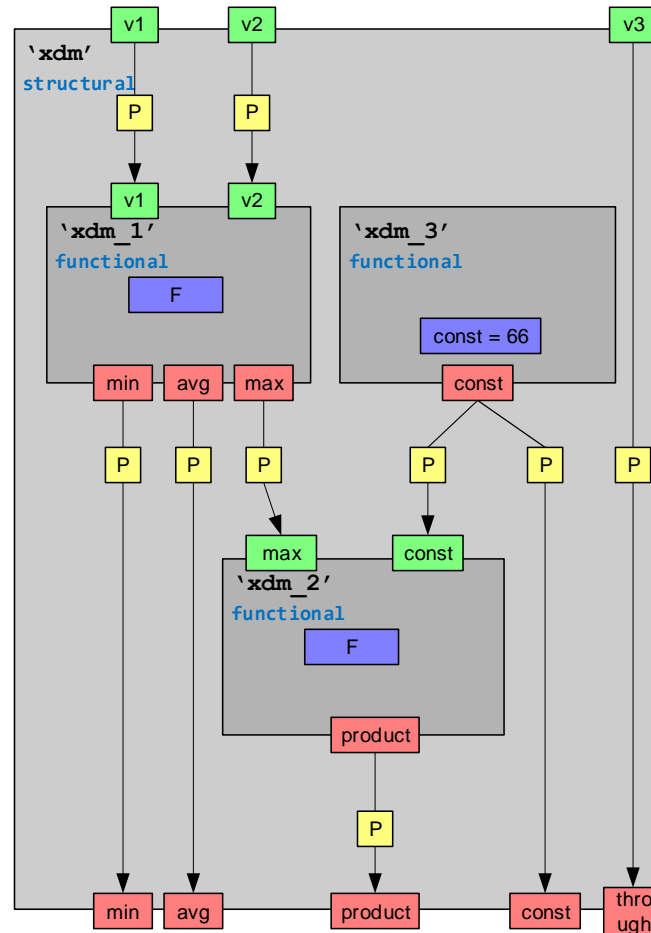 v1
v2
v3
‘xdm’
structural
P
P
v1
v2
‘xdm_1’
functional
F
‘xdm_3’
functional
const = 66
min
avg
max
const
P
P
P
P
P
P
max
const
‘xdm_2’
functional
F
product
P
min
avg
product
const
thro
ugh